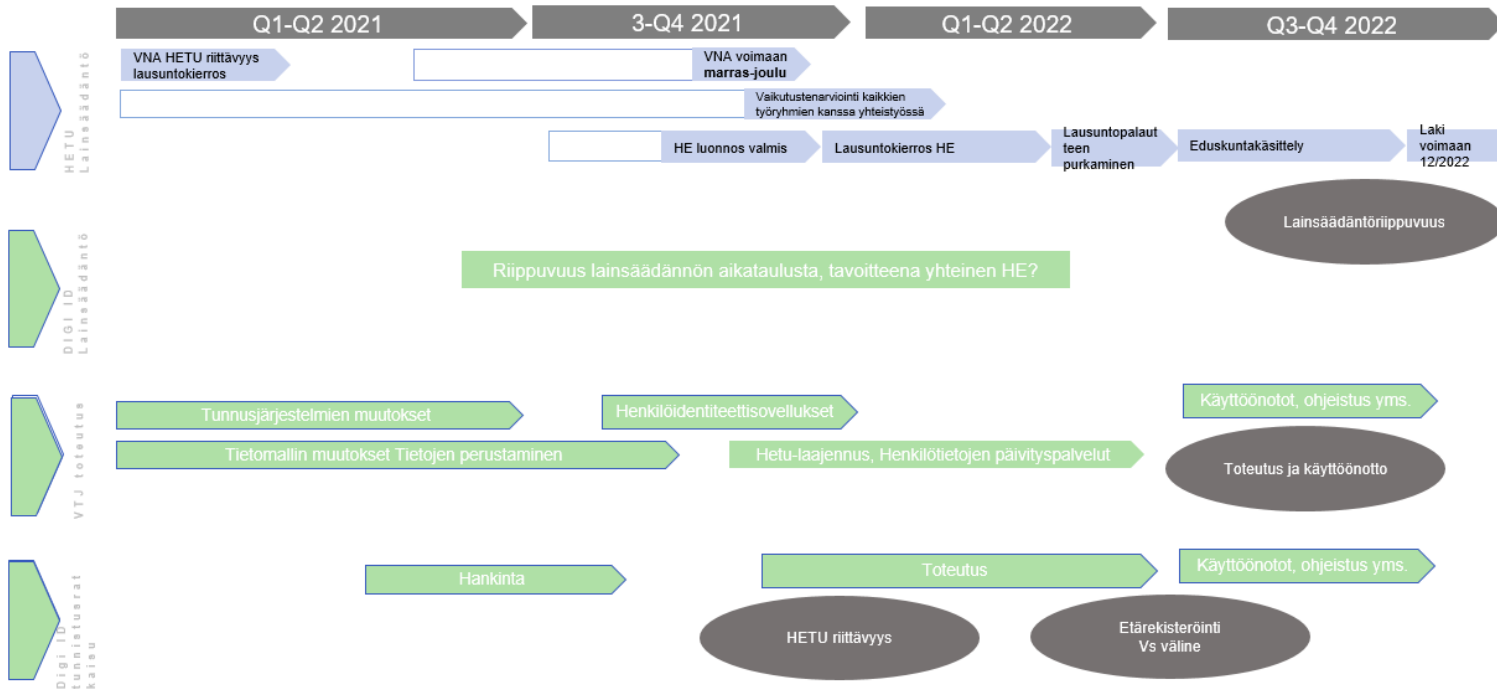 Q1-Q2 2021
3-Q4 2021
Q1-Q2 2022
Q3-Q4 2022
HETU
Lainsäädäntö
VNA HETU riittävyys
lausuntokierros
VNA voimaan
marras-joulu
Vaikutustenarviointi kaikkien
työryhmien kanssa yhteistyössä
HE luonnos valmis
Lausuntokierros HE
Lausuntopalaut
teen
purkaminen
Eduskuntakäsittely
Laki
voimaan
12/2022
Lainsäädäntöriippuvuus
DIGI ID
Lainsäädäntö
Riippuvuus lainsäädännön aikataulusta, tavoitteena yhteinen HE?
VTJ toteutus
Tunnusjärjestelmien muutokset
Henkilöidentiteettisovellukset
Käyttöönotot, ohjeistus yms.
Tietomallin muutokset Tietojen perustaminen
Hetu-laajennus, Henkilötietojen päivityspalvelut
Toteutus ja käyttöönotto
Digi ID
tunnistusrat
kaisu
Hankinta
Toteutus
Käyttöönotot, ohjeistus yms.
HETU riittävyys
Etärekisteröinti
Vs väline